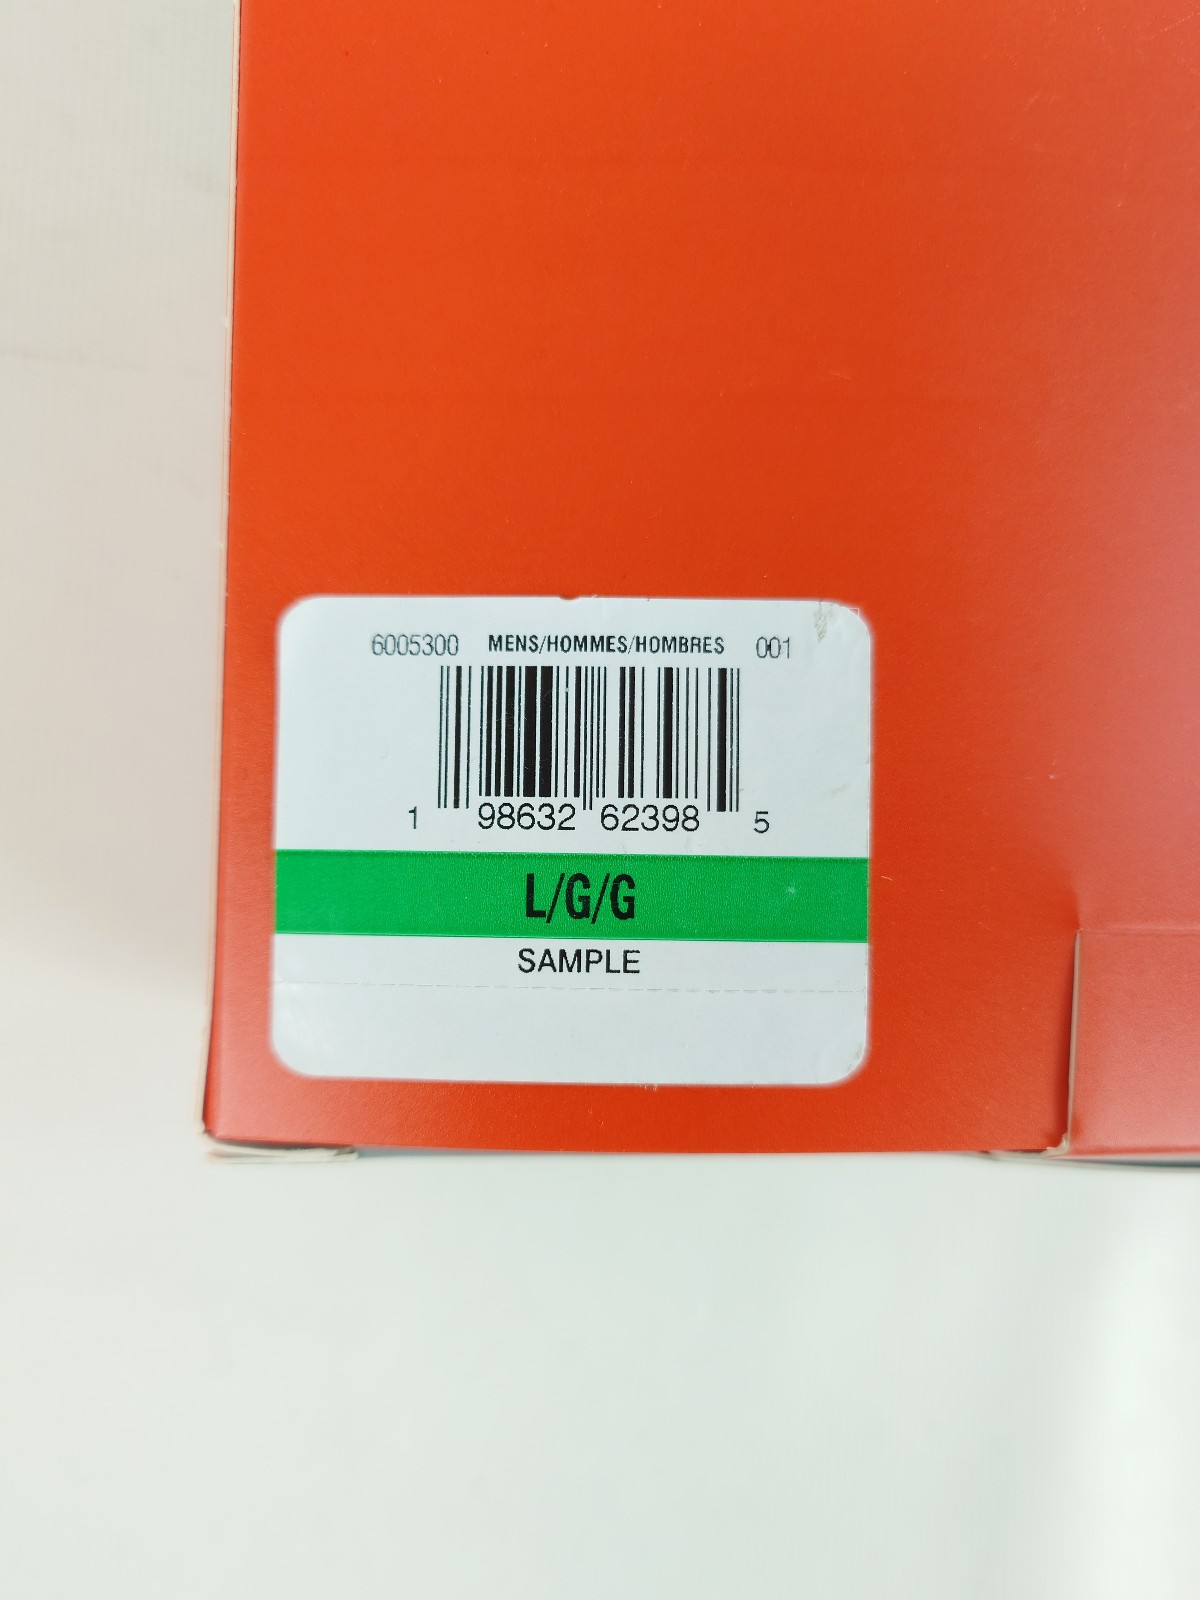 6005300 MENS/HOMMES/HOMBRES 001
1 98632 62398 5
L/G/G
SAMPLE